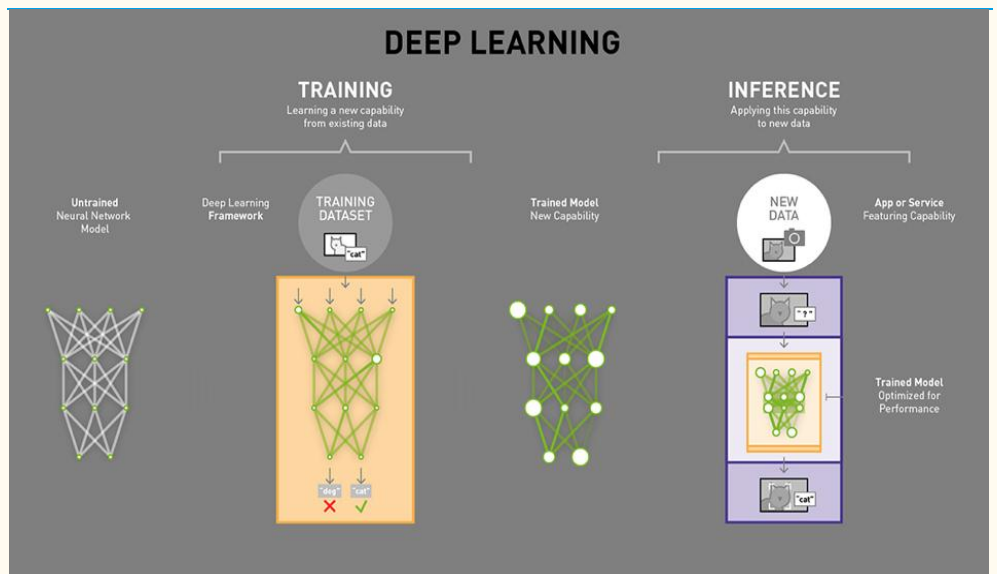 DEEP LEARNING
TRAINING
Learning a new capability
from existing data
INFERENCE
Applying this capability
to new data
Untrained
Neural Network
Model
Deep Learning
Framework
TRAINING
DATASET
"cat"
Trained Model
New Capability
NEW
DATA
App or Service
Featuring Capability
"?"
Trained Model
Optimized for
Performance
"dog"
"cat"
"cat"